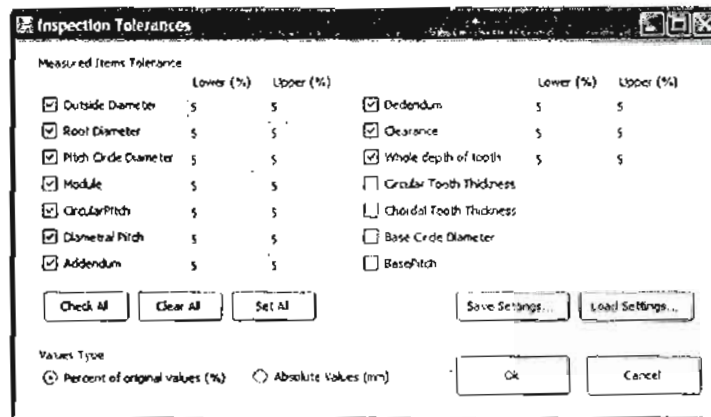 Inspection Tolerances
Measured Items Tolerance
Lower (%) Upper (%) Lower (%) Upper (%)
Outside Diameter 5 5 Dedendum 5 5
Root Diameter 5 5 Clearance 5 5
Pitch Circle Diameter 5 5 Whole depth of tooth 5 5
Module 5 5 Circular Tooth Thickness
CircularPitch 5 5 Chordal Tooth Thickness
Diametral Pitch 5 5 Base Circle Diameter
Addendum 5 5 BasePitch
Check All Clear All Set All Save Settings... Load Settings...
Values Type
Percent of original values (%) Absolute Values (mm) Ok Cancel